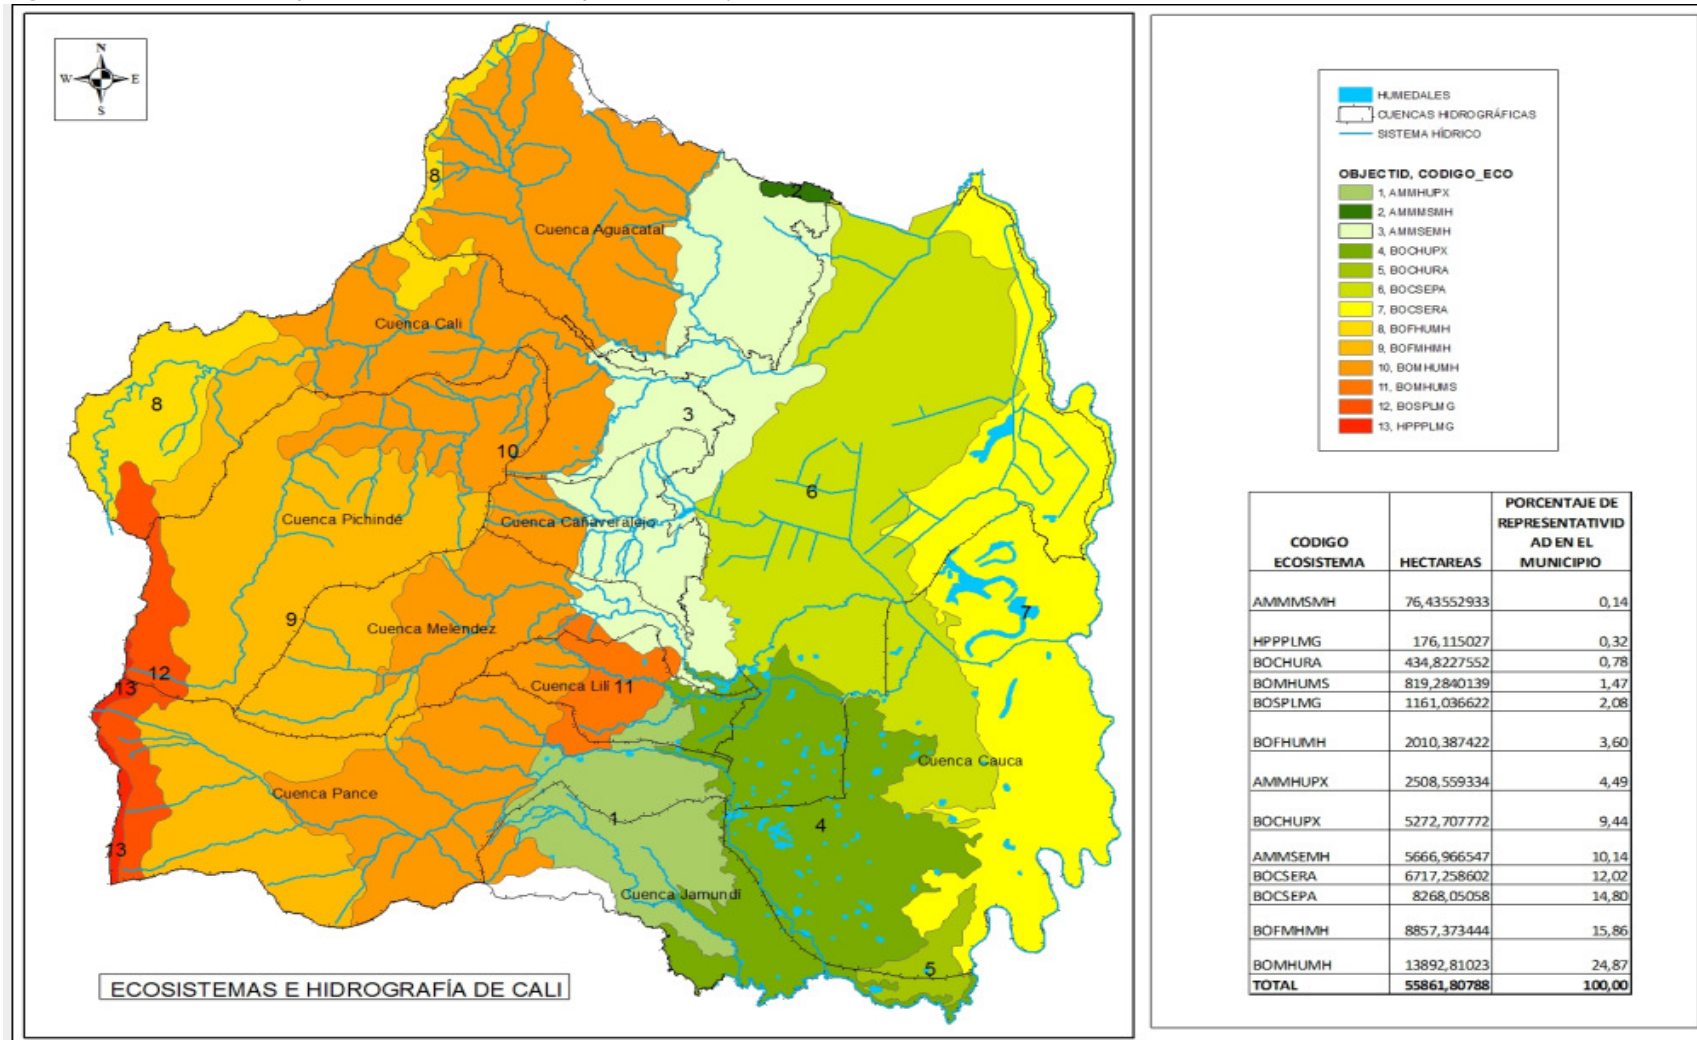 N
W E
S
8
2
Cuenca Aguacatal
Cuenca Cali
8
3
10
6
Cuenca Pichindé
Cuenca Cañaveralejo
7
9
Cuenca Meléndez
12
13
Cuenca Lilí
11
Cuenca Cauca
Cuenca Pance
1
4
13
Cuenca Jamundí
5
ECOSISTEMAS E HIDROGRAFÍA DE CALI
HUMEDALES
CUENCAS HIDROGRÁFICAS
SISTEMA HÍDRICO
OBJECTID, CODIGO_ECO
1, AMMHUPX
2, AMMMSMH
3, AMMSEMH
4, BOCHUPX
5, BOCHURA
6, BOCSEPA
7, BOCSERA
8, BOFHUMH
9, BOFMHMH
10, BOMHUMH
11, BOMHUMS
12, BOSPLMG
13, HPPPLMG
CODIGO
ECOSISTEMA
HECTAREAS
PORCENTAJE DE
REPRESENTATIVID
AD EN EL
MUNICIPIO
AMMMSMH 76,43552933 0,14
HPPPLMG 176,115027 0,32
BOCHURA 434,8227552 0,78
BOMHUMS 819,2840139 1,47
BOSPLMG 1161,036622 2,08
BOFHUMH 2010,387422 3,60
AMMHUPX 2508,559334 4,49
BOCHUPX 5272,707772 9,44
AMMSEMH 5666,966547 10,14
BOCSERA 6717,258602 12,02
BOCSEPA 8268,05058 14,80
BOFMHMH 8857,373444 15,86
BOMHUMH 13892,81023 24,87
TOTAL 55861,80788 100,00